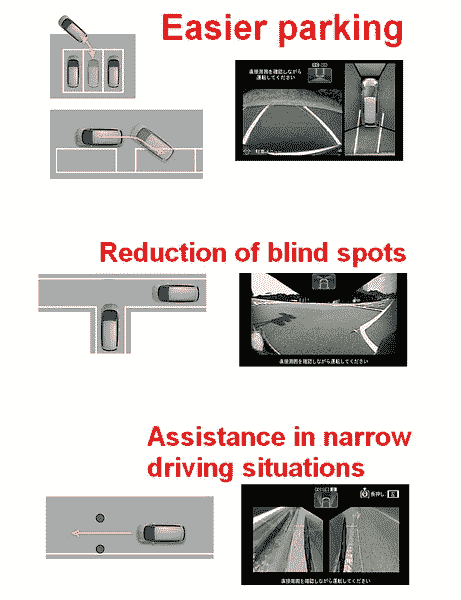 Easier parking
直接周囲を確認しながら
運転してください
Reduction of blind spots
直接周囲を確認しながら運転してください
Assistance in narrow
driving situations
直接周囲を確認しながら運転してください